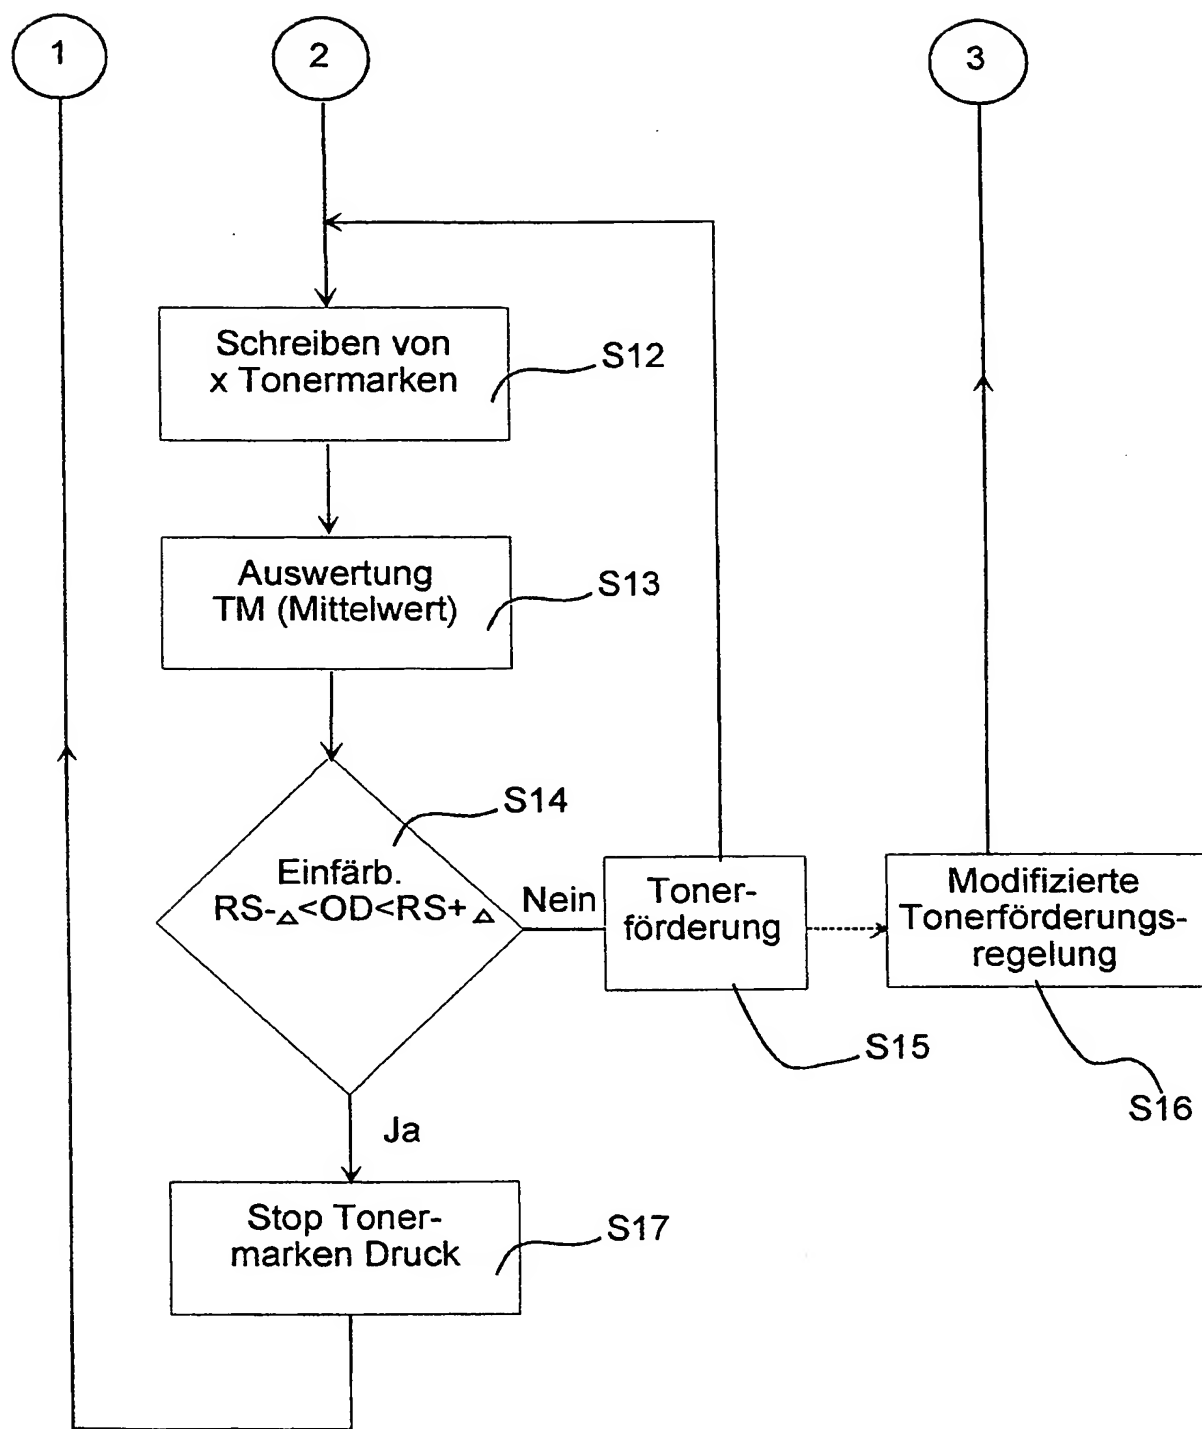 1
2
3
Schreiben von
x Tonermarken
S12
Auswertung
TM (Mittelwert)
S13
S14
Einfärb.
RS-△<OD<RS+△
Nein
Toner-
förderung
Modifizierte
Tonerförderungs-
regelung
S15
S16
Ja
Stop Toner-
marken Druck
S17